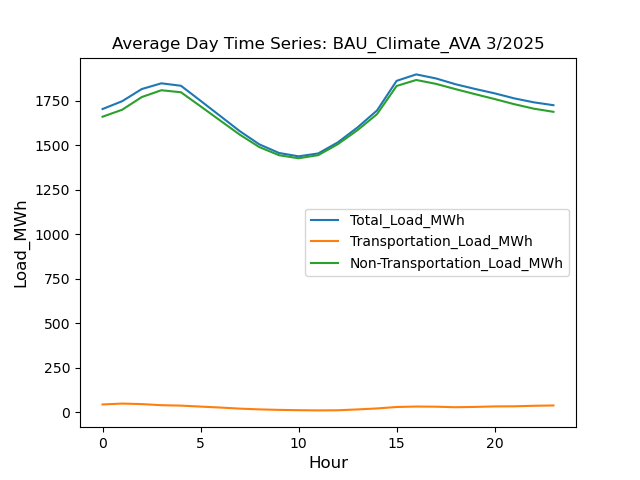 Average Day Time Series: BAU_Climate_AVA 3/2025
Load_MWh
1750
1500
1250
1000
750
500
250
0
Total_Load_MWh
Transportation_Load_MWh
Non-Transportation_Load_MWh
0 5 10 15 20
Hour